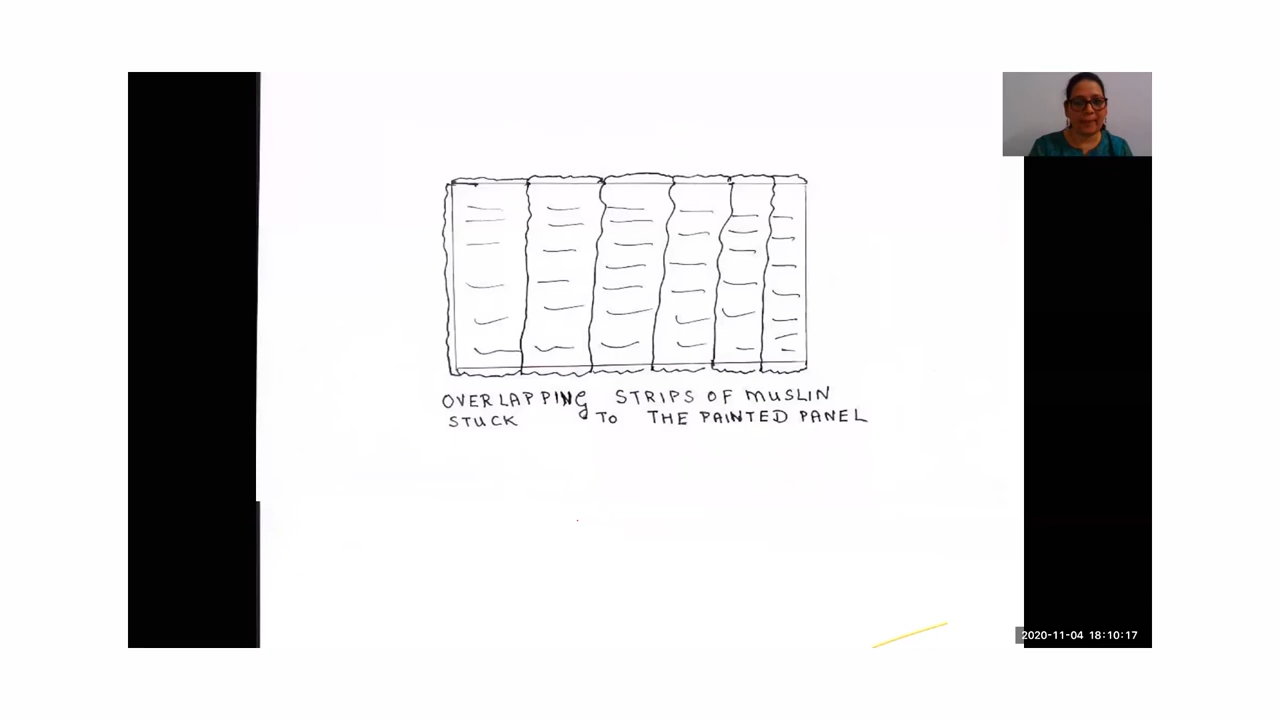 OVERLAPPING STRIPS OF MUSLIN
STUCK TO THE PAINTED PANEL
2020-11-04 18:10:17